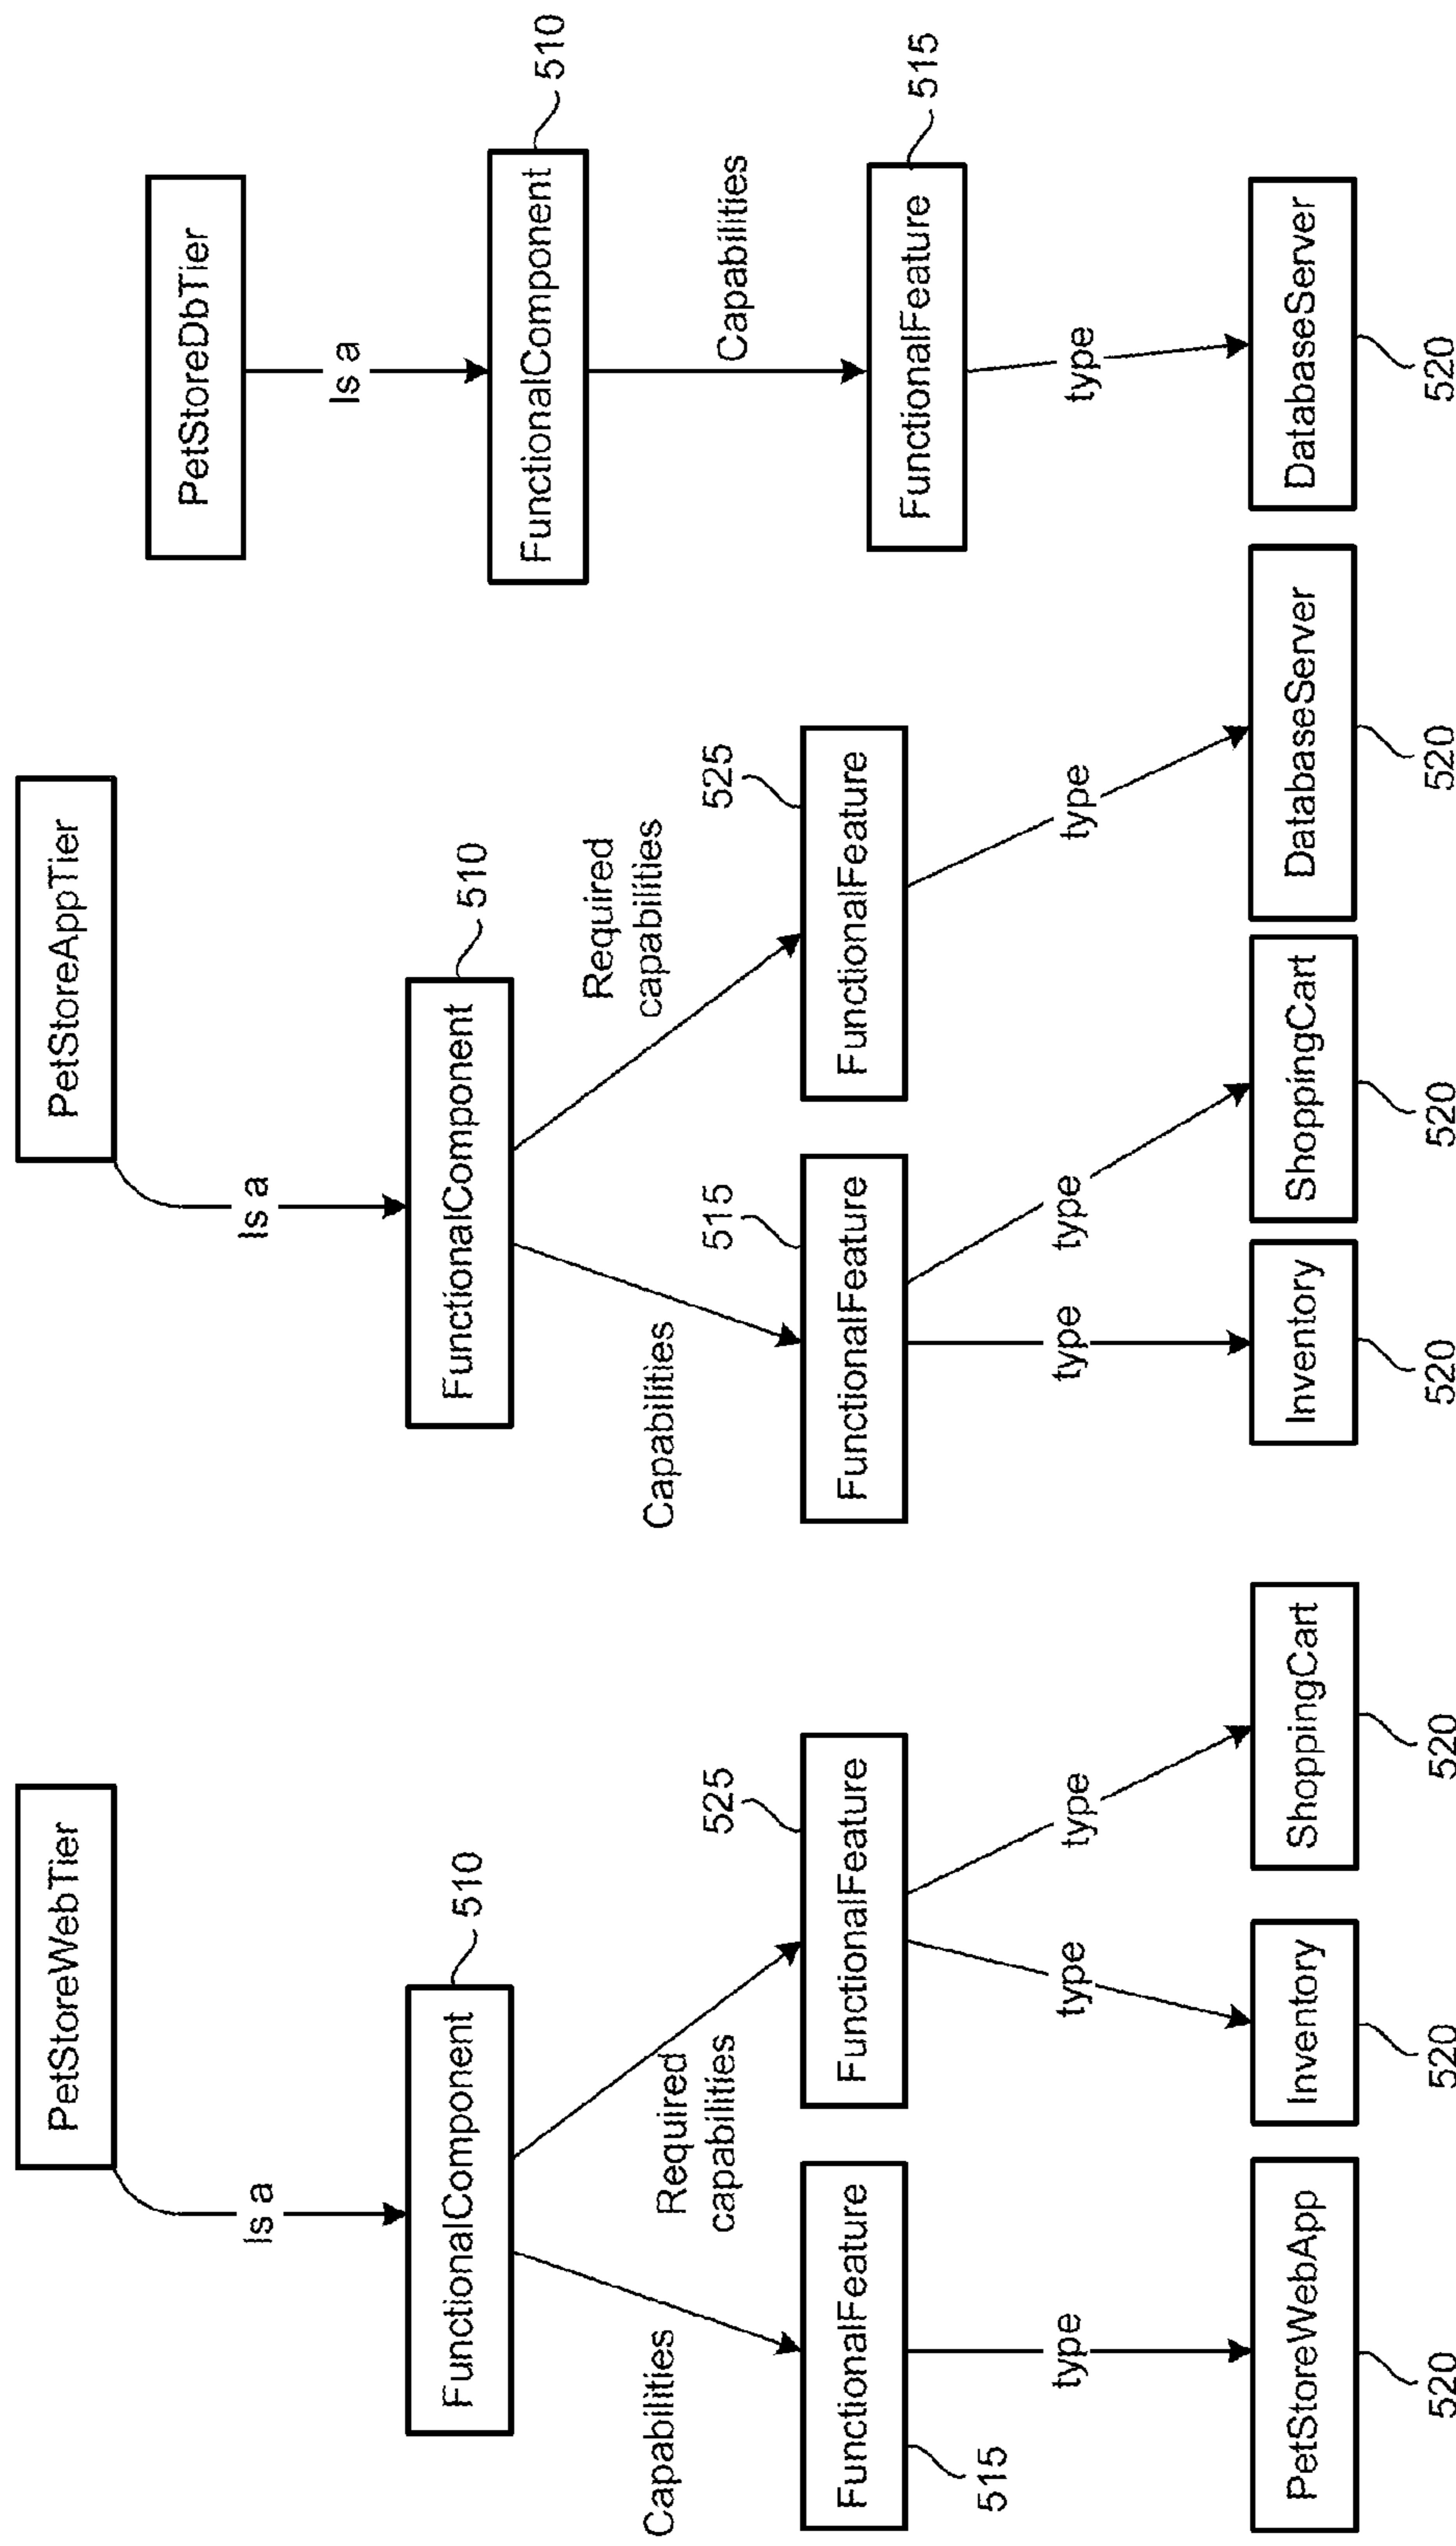 PetStoreWebTier
Is a
FunctionalComponent
510
Capabilities
Required
capabilities
FunctionalFeature
515
FunctionalFeature
525
type
type
type
PetStoreWebApp
520
Inventory
520
ShoppingCart
520
PetStoreAppTier
Is a
FunctionalComponent
510
Capabilities
Required
capabilities
FunctionalFeature
515
FunctionalFeature
525
type
type
type
Inventory
520
ShoppingCart
520
DatabaseServer
520
PetStoreDbTier
Is a
FunctionalComponent
510
Capabilities
FunctionalFeature
515
type
DatabaseServer
520